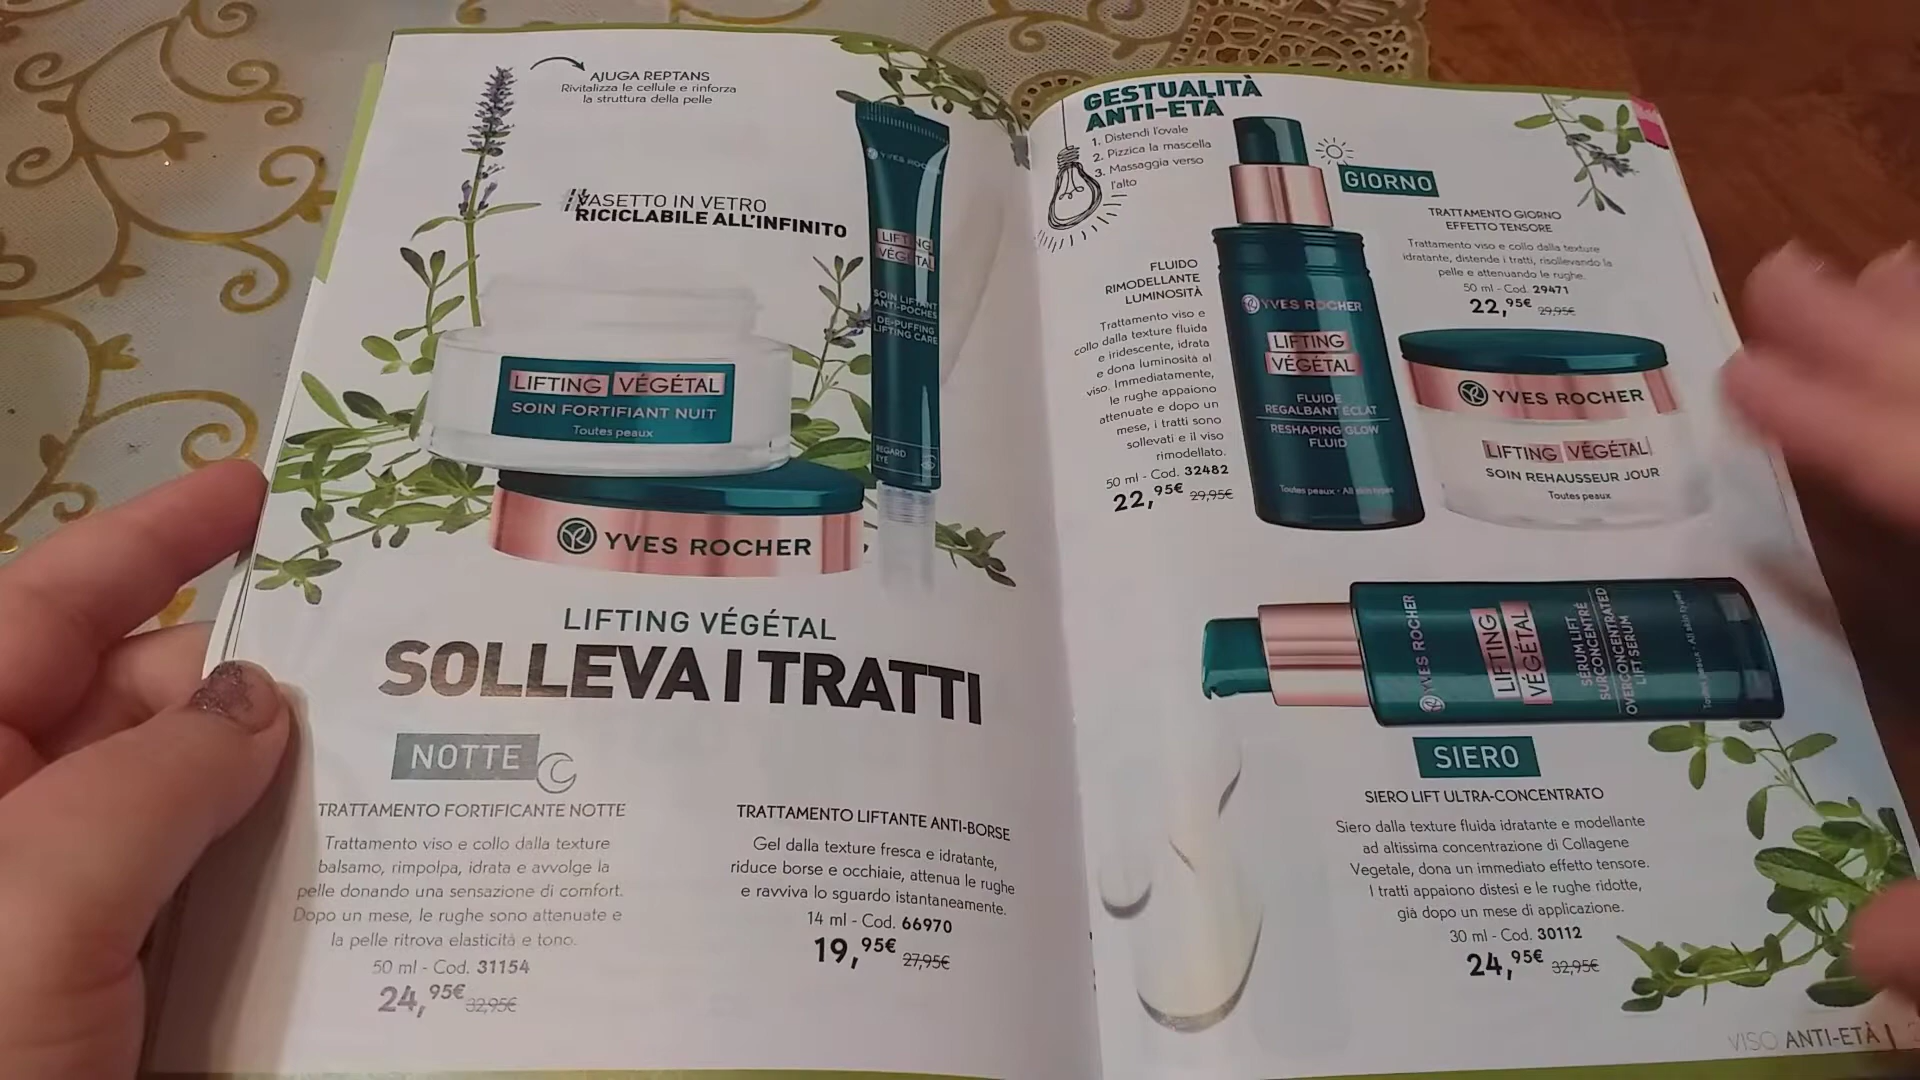 AJUGA REPTANS
Rivitalizza le cellule e rinforza
la struttura della pelle
#VASETTO IN VETRO
RICICLABILE ALL'INFINITO
YVES ROCHER
LIFTING
VÉGÉTAL
SOIN LIFTANT
ANTI-POCHES
DE-PUFFING
LIFTING CARE
REGARD
EYE
LIFTING VÉGÉTAL
SOIN FORTIFIANT NUIT
Toutes peaux
YVES ROCHER
LIFTING VÉGÉTAL
SOLLEVA I TRATTI
NOTTE
TRATTAMENTO FORTIFICANTE NOTTE
Trattamento viso e collo dalla texture
balsamo, rimpolpa, idrata e avvolge la
pelle donando una sensazione di comfort.
Dopo un mese, le rughe sono attenuate e
la pelle ritrova elasticità e tono.
50 ml - Cod. 31154
24,95€ 32,95€
TRATTAMENTO LIFTANTE ANTI-BORSE
Gel dalla texture fresca e idratante,
riduce borse e occhiaie, attenua le rughe
e ravviva lo sguardo istantaneamente.
14 ml - Cod. 66970
19,95€ 27,95€
GESTUALITÀ
ANTI-ETÀ
1. Distendi l'ovale
2. Pizzica la mascella
3. Massaggia verso
l'alto
GIORNO
TRATTAMENTO GIORNO
EFFETTO TENSORE
Trattamento viso e collo dalla texture
idratante, distende i tratti, risollevando la
pelle e attenuando le rughe.
50 ml - Cod. 29471
22,95€ 29,95€
FLUIDO
RIMODELLANTE
LUMINOSITÀ
Trattamento viso e
collo dalla texture fluida
e iridescente, idrata
e dona luminosità al
viso. Immediatamente,
le rughe appaiono
attenuate e dopo un
mese, i tratti sono
sollevati e il viso
rimodellato.
50 ml - Cod. 32482
22,95€ 29,95€
YVES ROCHER
LIFTING
VÉGÉTAL
FLUIDE
REGALBANT ÉCLAT
RESHAPING GLOW
FLUID
Toutes peaux - All skin types
YVES ROCHER
LIFTING VÉGÉTAL
SOIN REHAUSSEUR JOUR
Toutes peaux
YVES ROCHER
LIFTING
VÉGÉTAL
SÉRUM LIFT
SURCONCENTRÉ
OVERCONCENTRATED
LIFT SERUM
Toutes peaux - All skin types
SIERO
SIERO LIFT ULTRA-CONCENTRATO
Siero dalla texture fluida idratante e modellante
ad altissima concentrazione di Collagene
Vegetale, dona un immediato effetto tensore.
I tratti appaiono distesi e le rughe ridotte,
già dopo un mese di applicazione.
30 ml - Cod. 30112
24,95€ 32,95€
VISO ANTI-ETÀ |